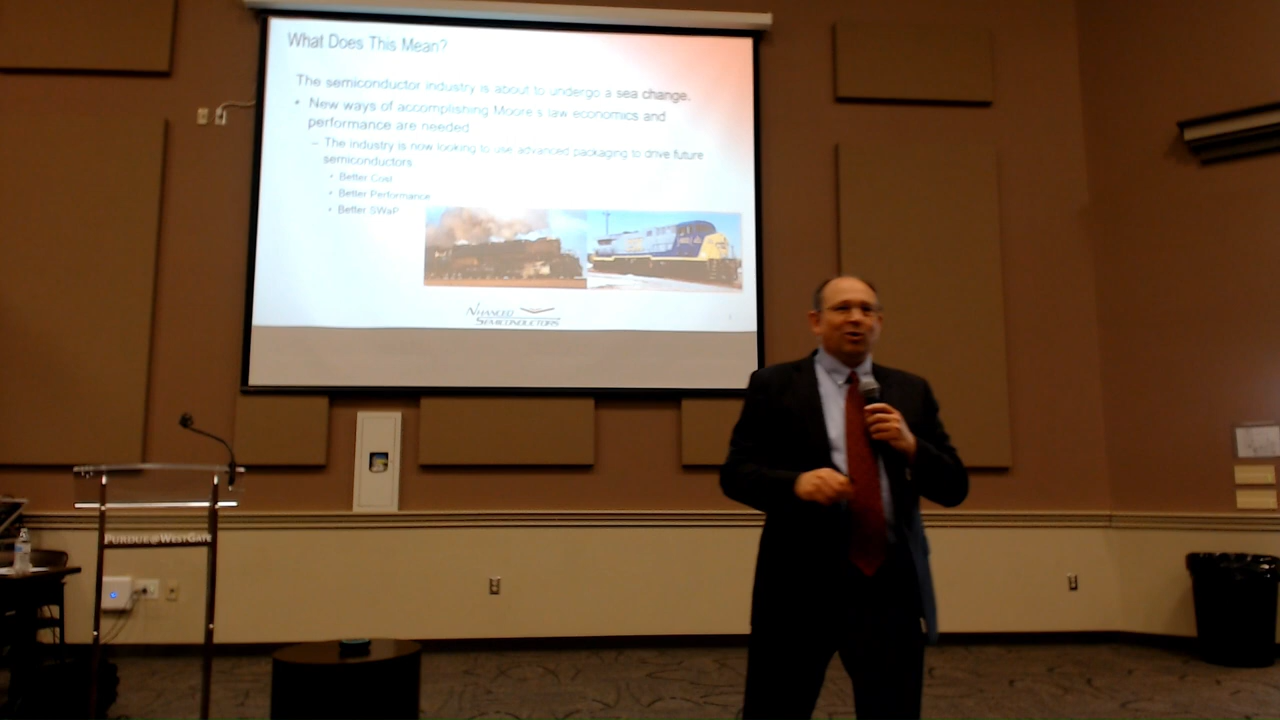 What Does This Mean?
The semiconductor industry is about to undergo a sea change.
• New ways of accomplishing Moore's law economics and
performance are needed
– The industry is now looking to use advanced packaging to drive future
semiconductors
• Better Cost
• Better Performance
• Better SWaP
NHANCED
SEMICONDUCTORS
PURDUE@WESTGATE